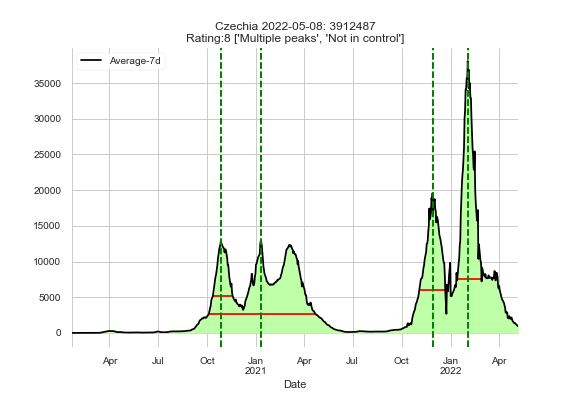 Czechia 2022-05-08: 3912487
Rating:8 ['Multiple peaks', 'Not in control']
Average-7d
35000
30000
25000
20000
15000
10000
5000
0
Apr Jul Oct Jan Apr Jul Oct Jan Apr
2021 2022
Date